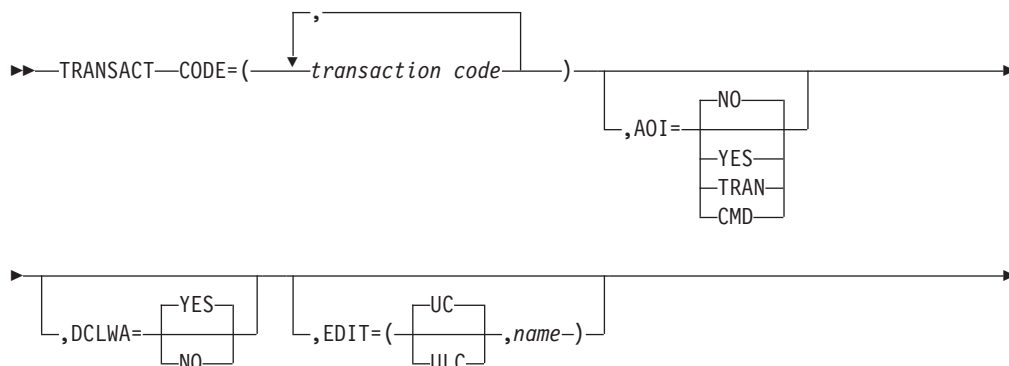 ,
TRANSACT CODE=( transaction code )
,AOI=
NO
YES
TRAN
CMD
,DCLWA=
YES
NO
,EDIT=(
UC
ULC
,name )